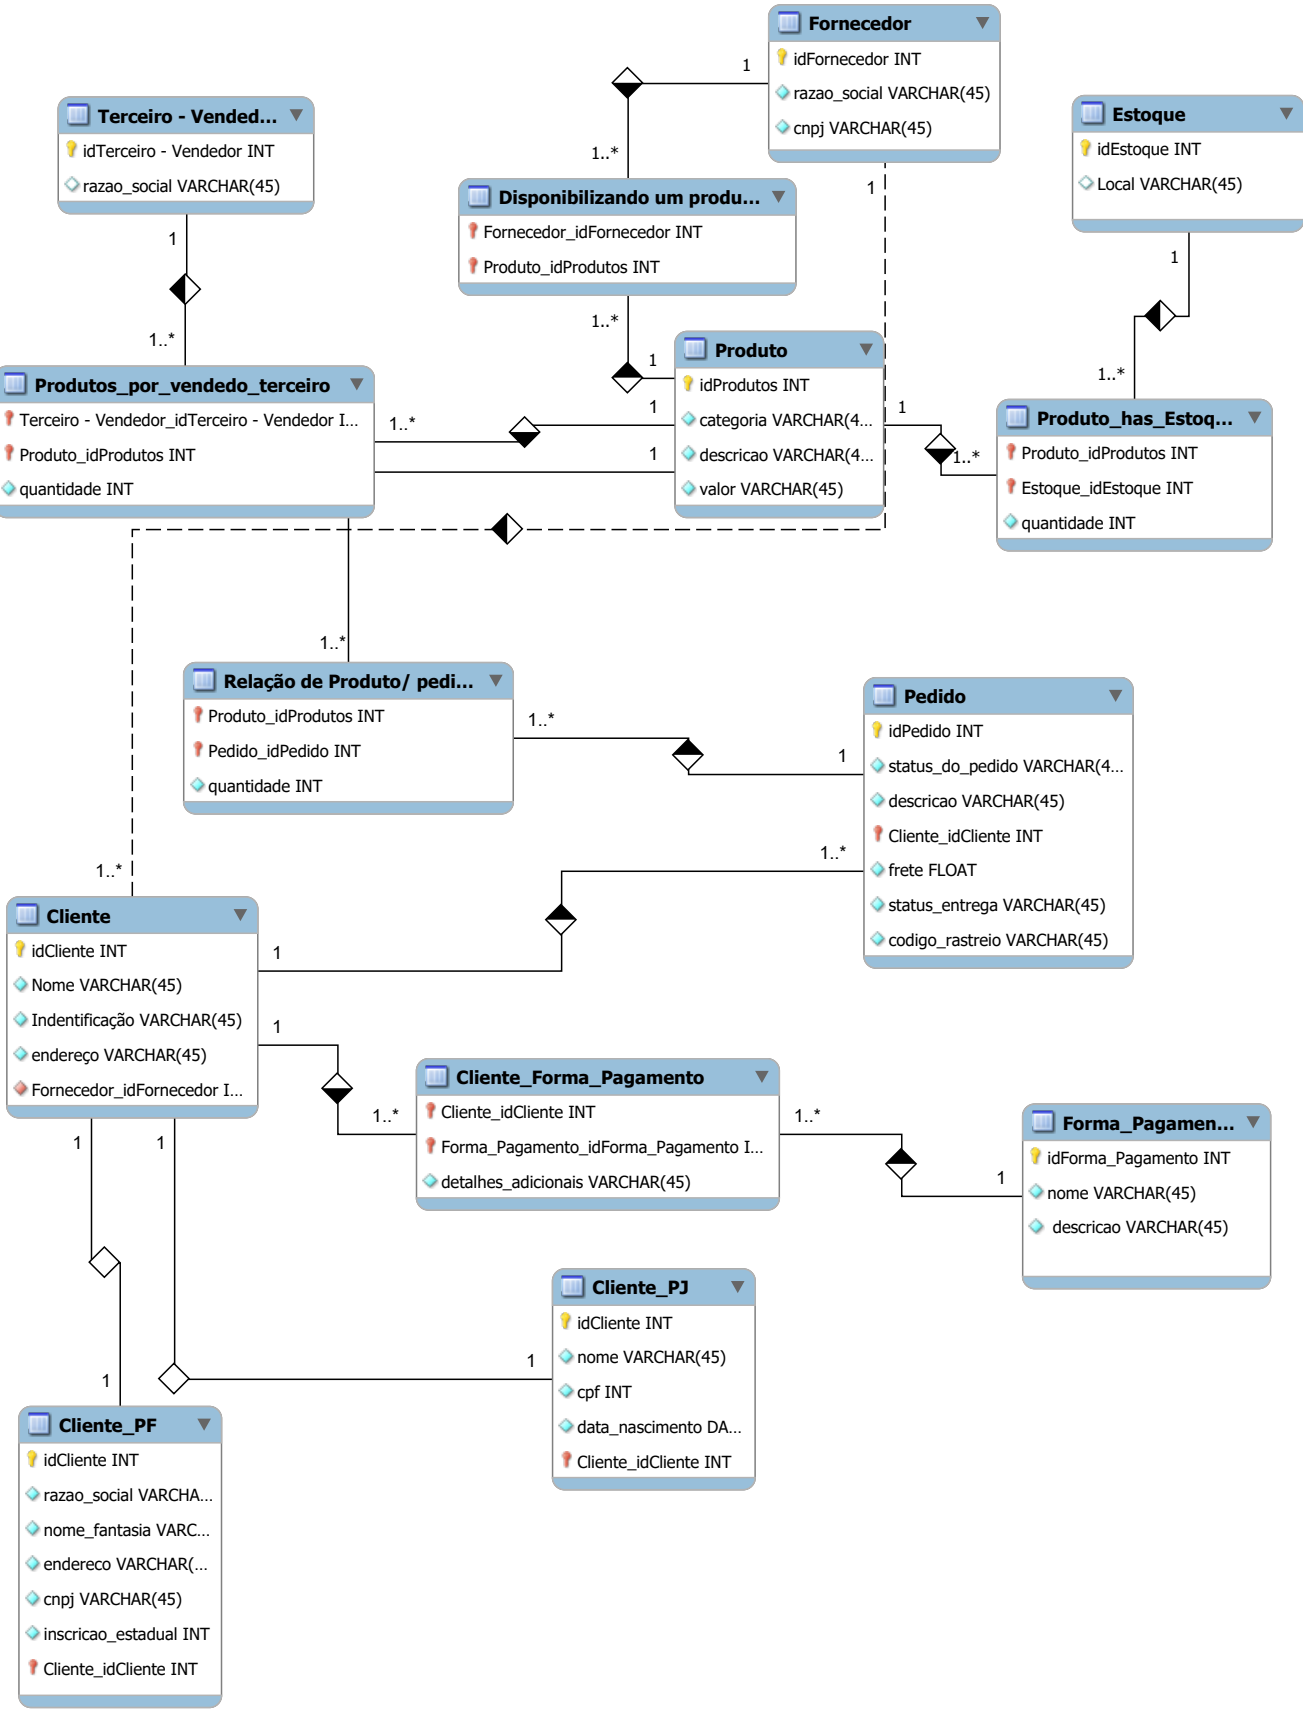 Fornecedor
idFornecedor INT
razao_social VARCHAR(45)
cnpj VARCHAR(45)
1
1
1..*
Terceiro - Vended...
idTerceiro - Vendedor INT
razao_social VARCHAR(45)
1
1..*
Estoque
idEstoque INT
Local VARCHAR(45)
1
1..*
Disponibilizando um produ...
Fornecedor_idFornecedor INT
Produto_idProdutos INT
1..*
1
Produto
idProdutos INT
categoria VARCHAR(4...
descricao VARCHAR(4...
valor VARCHAR(45)
Produtos_por_vendedo_terceiro
Terceiro - Vendedor_idTerceiro - Vendedor I...
Produto_idProdutos INT
quantidade INT
1..*
1
1
1
1..*
Produto_has_Estoq...
Produto_idProdutos INT
Estoque_idEstoque INT
quantidade INT
1..*
Relação de Produto/ pedi...
Produto_idProdutos INT
Pedido_idPedido INT
quantidade INT
1..*
1
Pedido
idPedido INT
status_do_pedido VARCHAR(4...
descricao VARCHAR(45)
Cliente_idCliente INT
frete FLOAT
status_entrega VARCHAR(45)
codigo_rastreio VARCHAR(45)
1..*
1..*
Cliente
idCliente INT
Nome VARCHAR(45)
Indentificação VARCHAR(45)
endereço VARCHAR(45)
Fornecedor_idFornecedor I...
1
1
1..*
1
1
Cliente_Forma_Pagamento
Cliente_idCliente INT
Forma_Pagamento_idForma_Pagamento I...
detalhes_adicionais VARCHAR(45)
1..*
1
Forma_Pagamen...
idForma_Pagamento INT
nome VARCHAR(45)
descricao VARCHAR(45)
Cliente_PJ
idCliente INT
nome VARCHAR(45)
cpf INT
data_nascimento DA...
Cliente_idCliente INT
1
1
Cliente_PF
idCliente INT
razao_social VARCHA...
nome_fantasia VARC...
endereco VARCHAR(...
cnpj VARCHAR(45)
inscricao_estadual INT
Cliente_idCliente INT